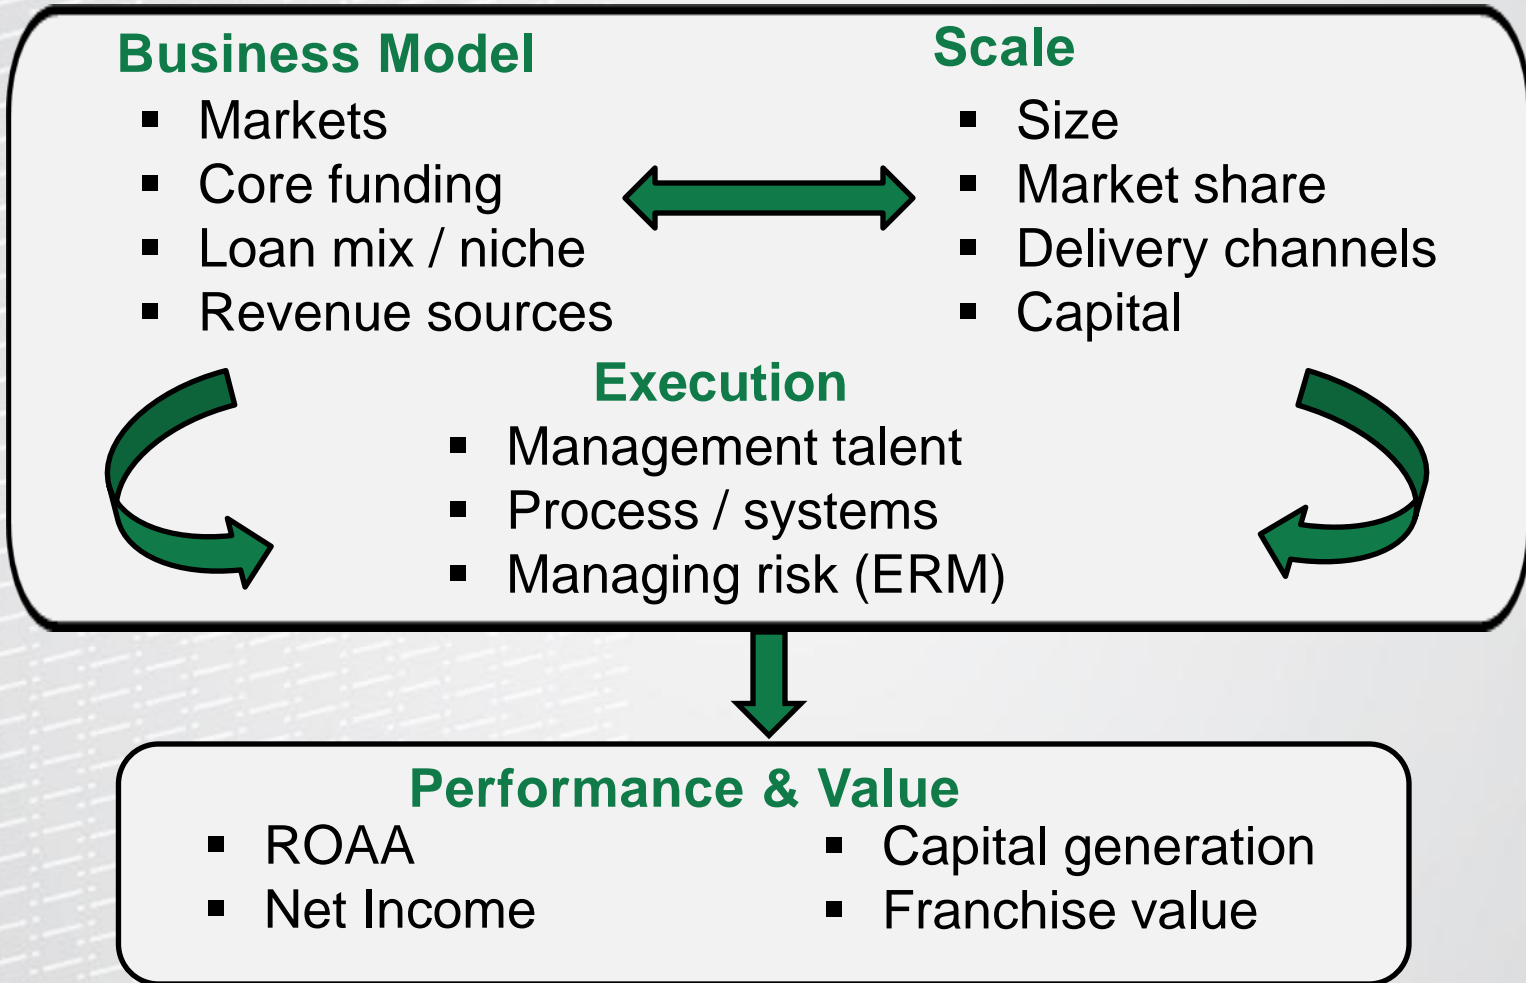 Business Model
▪ Markets
▪ Core funding
▪ Loan mix / niche
▪ Revenue sources
Scale
▪ Size
▪ Market share
▪ Delivery channels
▪ Capital
Execution
▪ Management talent
▪ Process / systems
▪ Managing risk (ERM)
Performance & Value
▪ ROAA
▪ Net Income
▪ Capital generation
▪ Franchise value